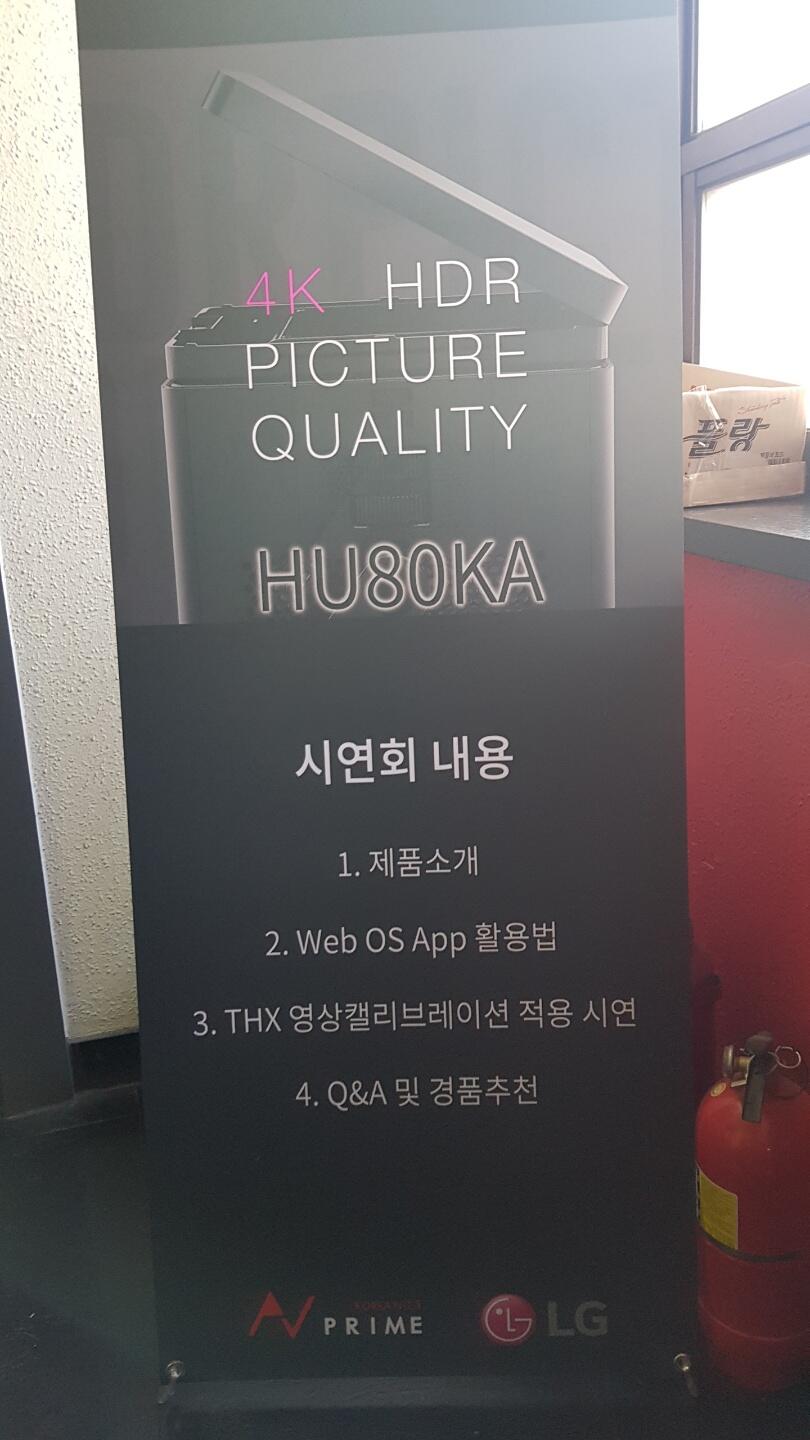 4K HDR
PICTURE
QUALITY
HU80KA
풀랑
시연회 내용
1. 제품소개
2. Web OS App 활용법
3. THX 영상캘리브레이션 적용 시연
4. Q&A 및 경품추천
AV PRIME
LG